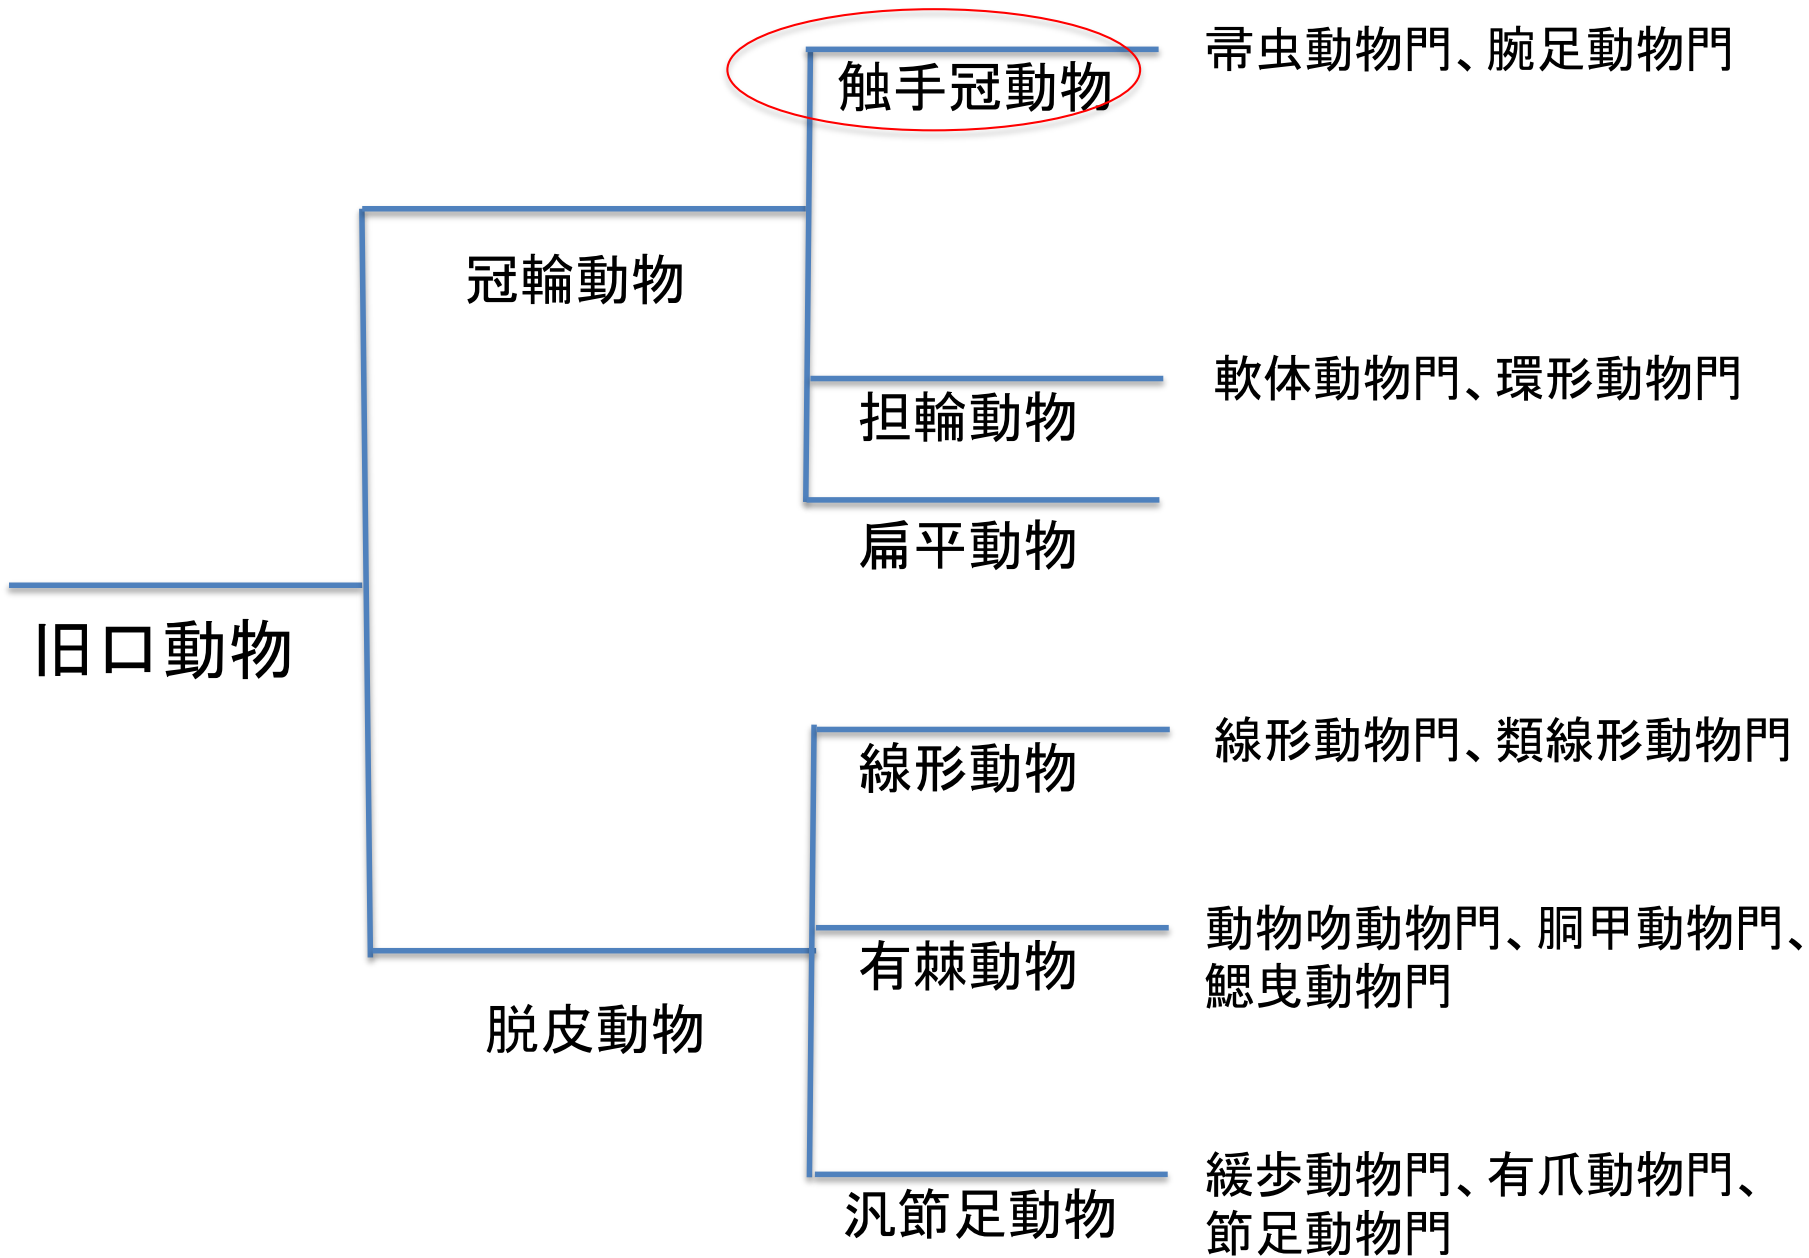 触手冠動物
帚虫動物門、腕足動物門
冠輪動物
担輪動物
軟体動物門、環形動物門
扁平動物
旧口動物
線形動物
線形動物門、類線形動物門
有棘動物
動物吻動物門、胴甲動物門、
鰓曳動物門
脱皮動物
汎節足動物
緩歩動物門、有爪動物門、
節足動物門